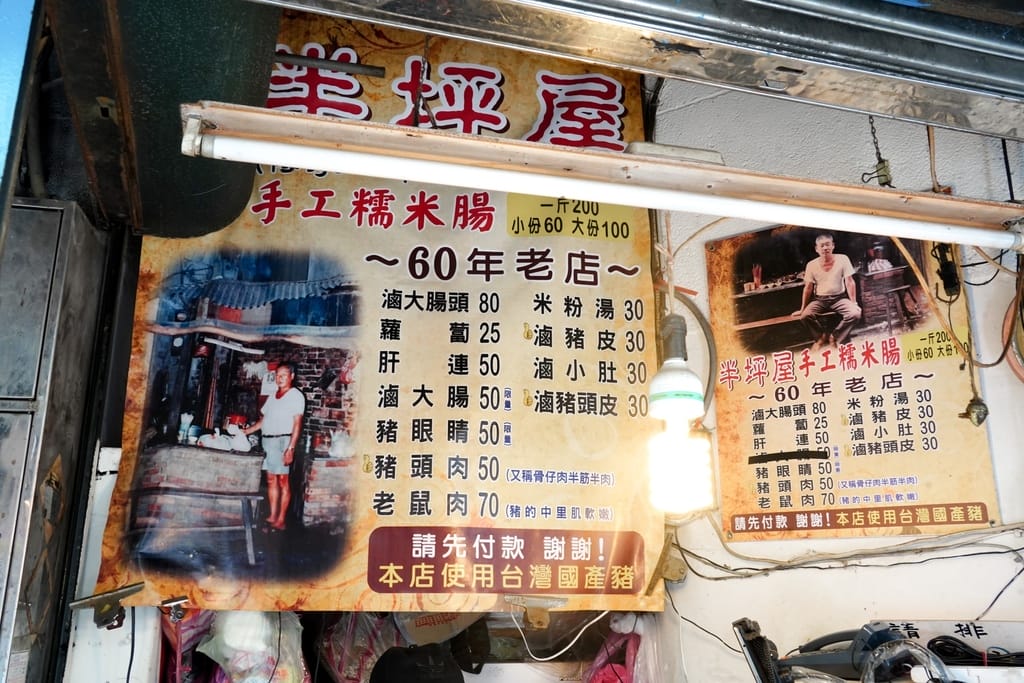 半坪屋
手工糯米腸
一斤200
小份60 大份100
～60年老店～
滷大腸頭 80
蘿蔔 25
肝連 50
滷大腸 50 (限量)
豬眼睛 50 (限量)
豬頭肉 50 (又稱骨仔肉半筋半肉)
老鼠肉 70 (豬的中里肌軟嫩)
米粉湯 30
滷豬皮 30
滷小肚 30
滷豬頭皮 30
請先付款 謝謝!
本店使用台灣國產豬
一斤200
小份60 大份100
半坪屋手工糯米腸
～60年老店～
滷大腸頭 80
蘿蔔 25
肝連 50
50
豬眼睛 50
豬頭肉 50 (又稱骨仔肉半筋半肉)
老鼠肉 70 (豬的中里肌軟嫩)
米粉湯 30
滷豬皮 30
滷小肚 30
滷豬頭皮 30
請先付款 謝謝! 本店使用台灣國產豬
請 排